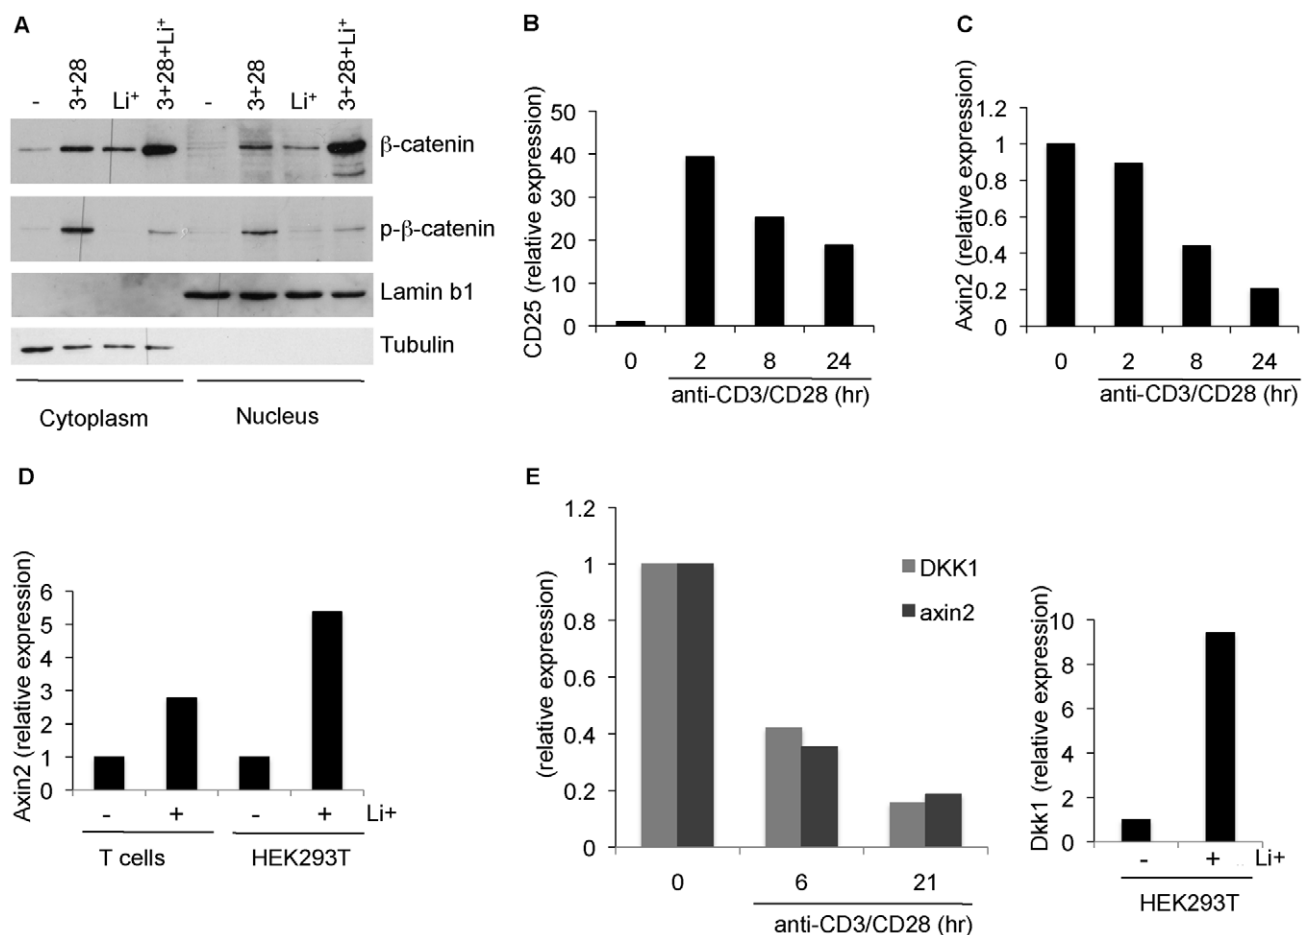 A
-
3+28
Li+
3+28+Li+
-
3+28
Li+
3+28+Li+
β-catenin
p-β-catenin
Lamin b1
Tubulin
Cytoplasm
Nucleus
B
CD25 (relative expression)
50
40
30
20
10
0
0 2 8 24
anti-CD3/CD28 (hr)
C
Axin2 (relative expression)
1.2
1
0.8
0.6
0.4
0.2
0
0 2 8 24
anti-CD3/CD28 (hr)
D
Axin2 (relative expression)
6
5
4
3
2
1
0
- + - + Li+
T cells HEK293T
E
(relative expression)
1.2
1
0.8
0.6
0.4
0.2
0
DKK1
axin2
0 6 21
anti-CD3/CD28 (hr)
Dkk1 (relative expression)
10
8
6
4
2
0
- + Li+
HEK293T